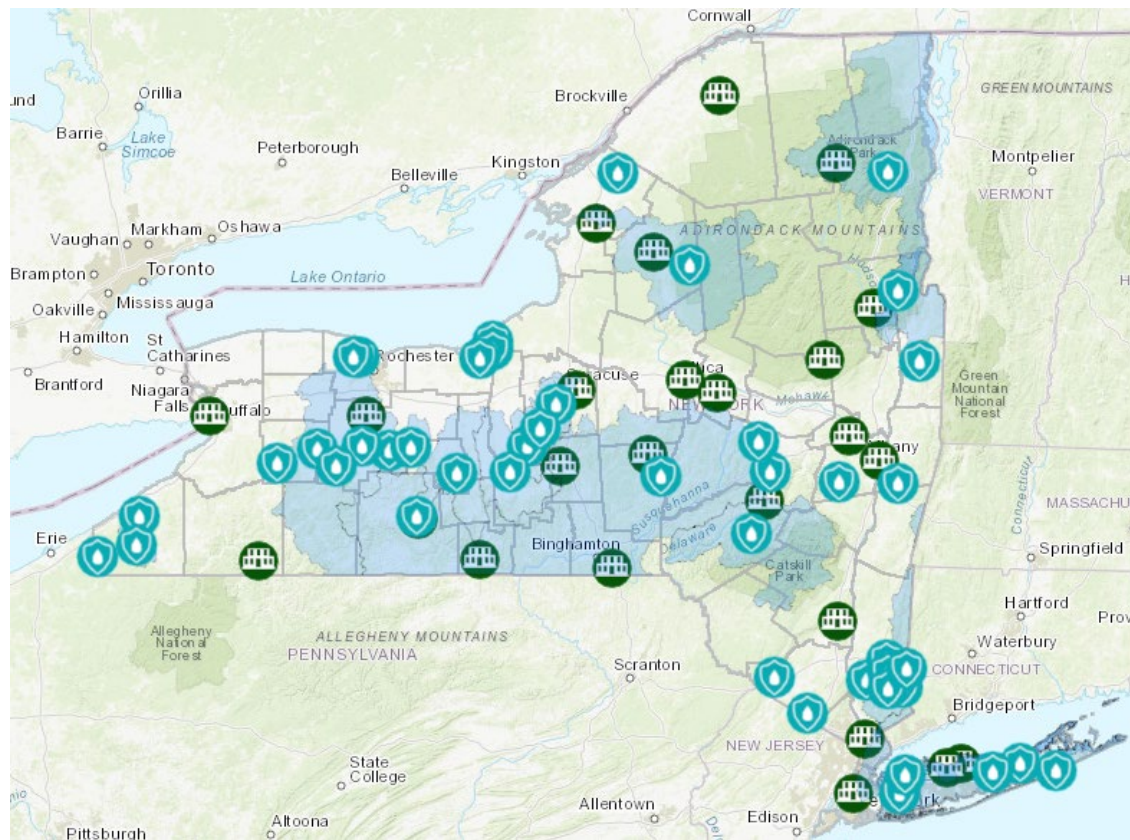 Cornwall
Orillia
Brockville
GREEN MOUNTAINS
Barrie
Lake
Simcoe
Peterborough
Kingston
Belleville
Adirondack
Park
Montpelier
VERMONT
Markham
Oshawa
Vaughan
ADIRONDACK MOUNTAINS
Brampton
Toronto
Lake Ontario
Oakville
Mississauga
Hamilton
St
Catharines
Rochester
Brantford
Niagara
Falls
Green
Mountain
National
Forest
Mohawk
Susquehanna
Delaware
Connecticut
MASSACHU
Erie
Binghamton
Springfield
Catskill
Park
Allegheny
National
Forest
ALLEGHENY MOUNTAINS
PENNSYLVANIA
Hartford
Waterbury
Scranton
CONNECTICUT
Bridgeport
NEW JERSEY
State
College
Allentown
Edison
Altoona
Pittsburgh